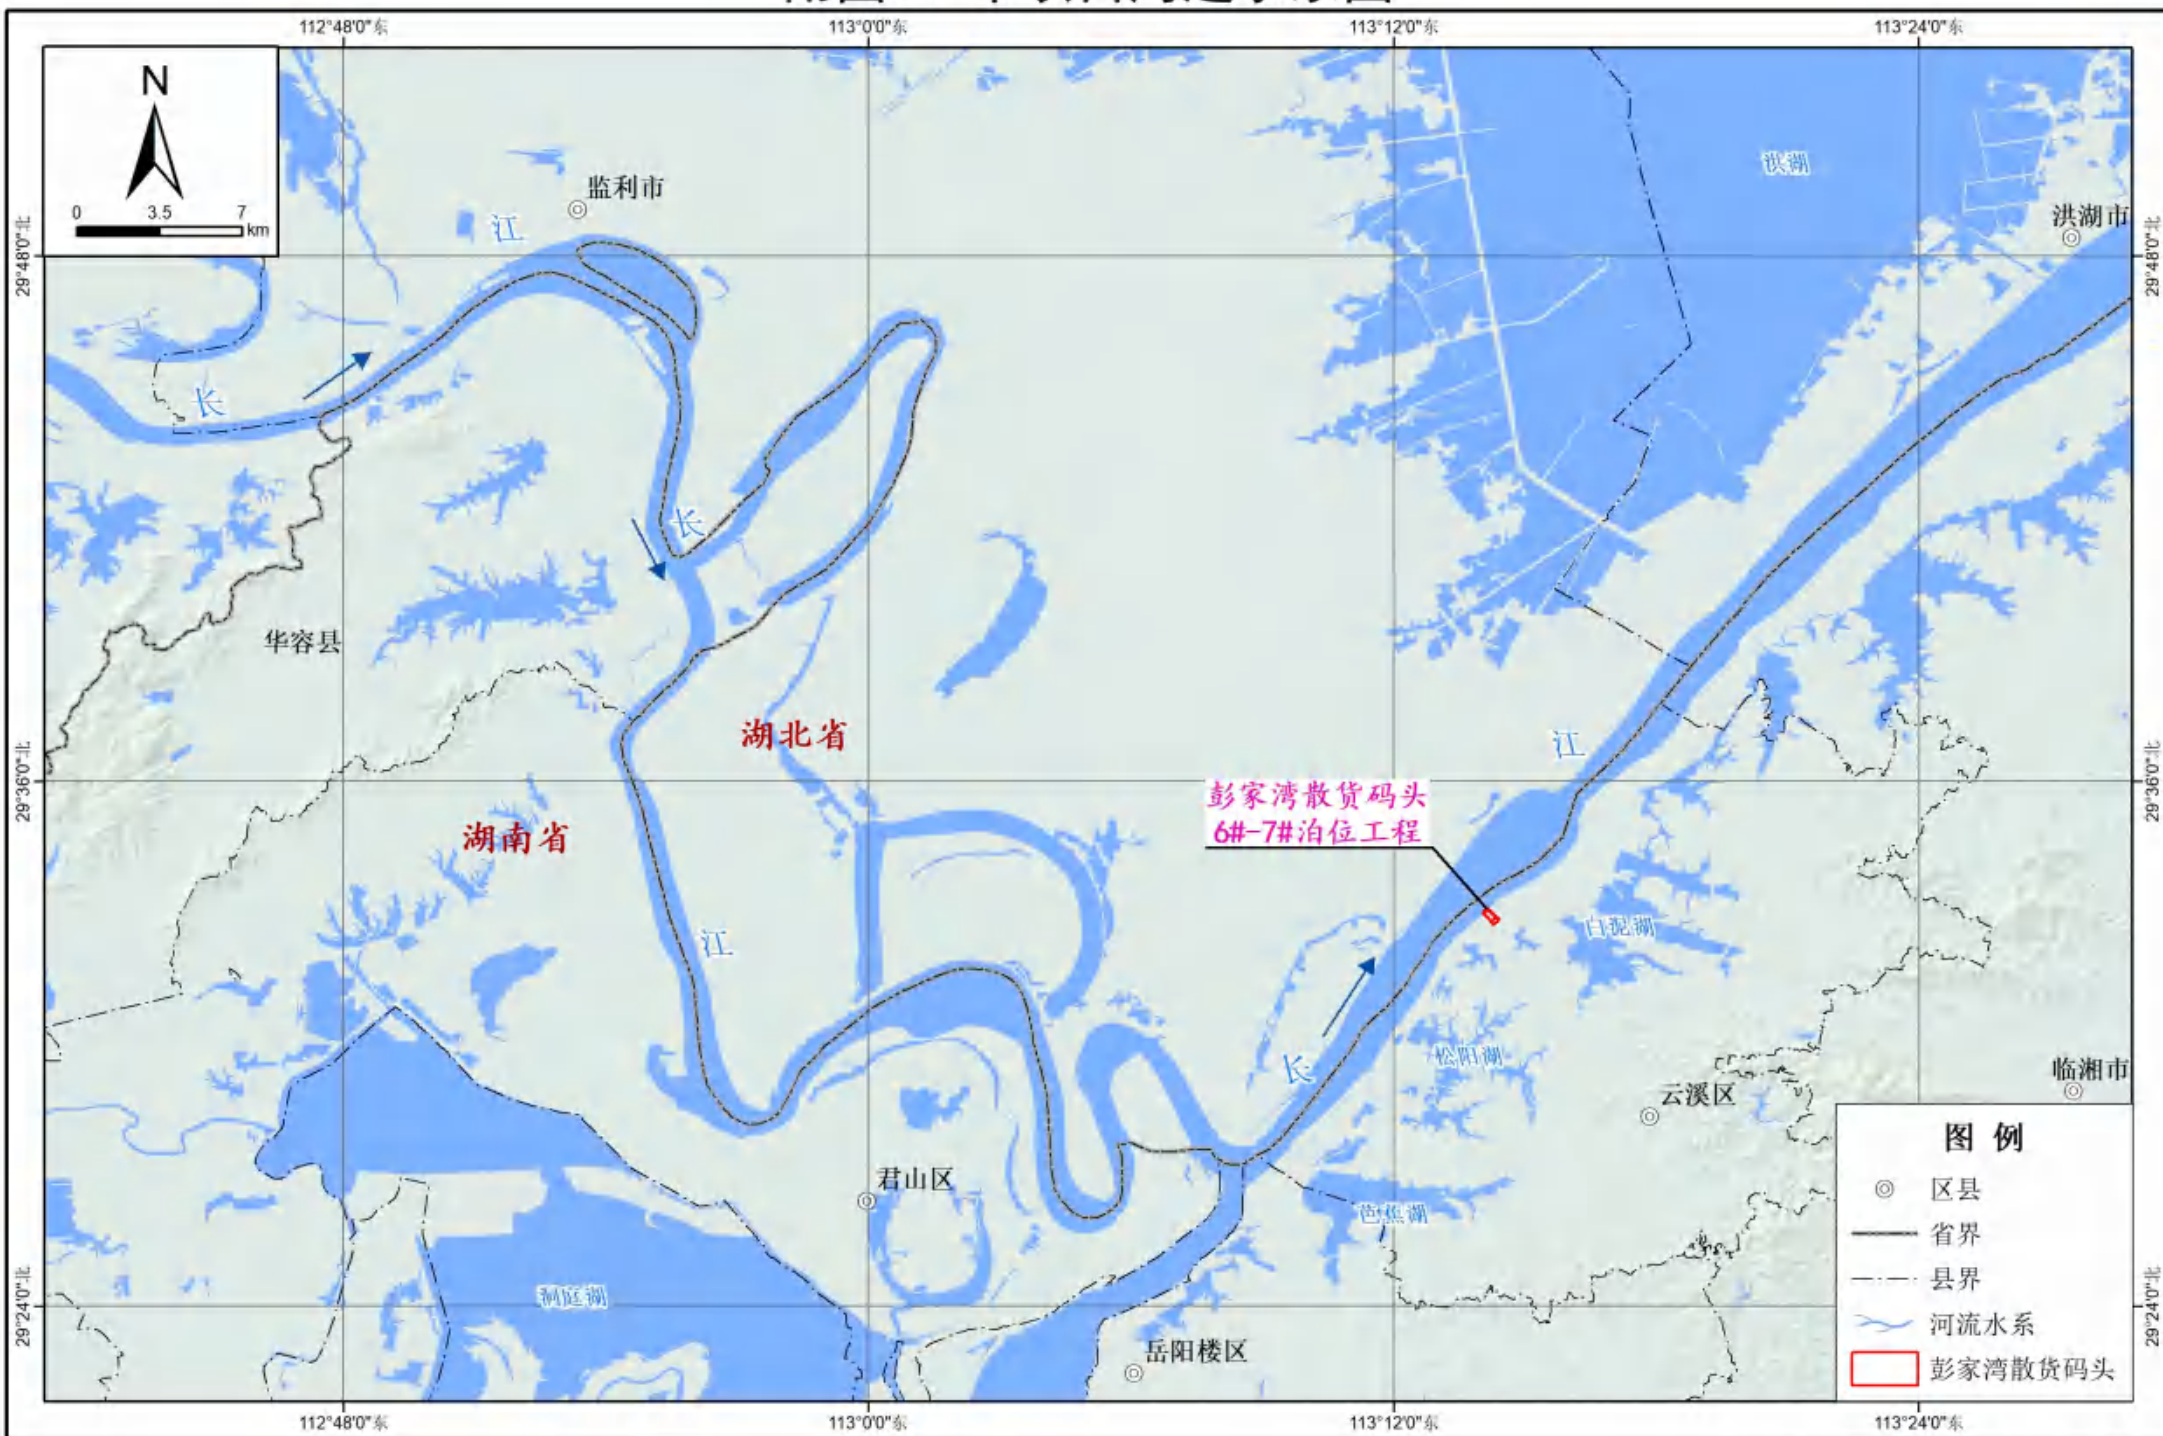 112°48'0"东
113°0'0"东
113°12'0"东
113°24'0"东
N
0 3.5 7
km
监利市
洪湖
洪湖市
江
29°48'0"北
29°48'0"北
长
长
华容县
湖北省
江
29°36'0"北
29°36'0"北
彭家湾散货码头
6#-7#泊位工程
湖南省
江
白泥湖
长
松阳湖
云溪区
临湘市
君山区
芭蕉湖
洞庭湖
岳阳楼区
29°24'0"北
29°24'0"北
图 例
区县
省界
县界
河流水系
彭家湾散货码头
112°48'0"东
113°0'0"东
113°12'0"东
113°24'0"东